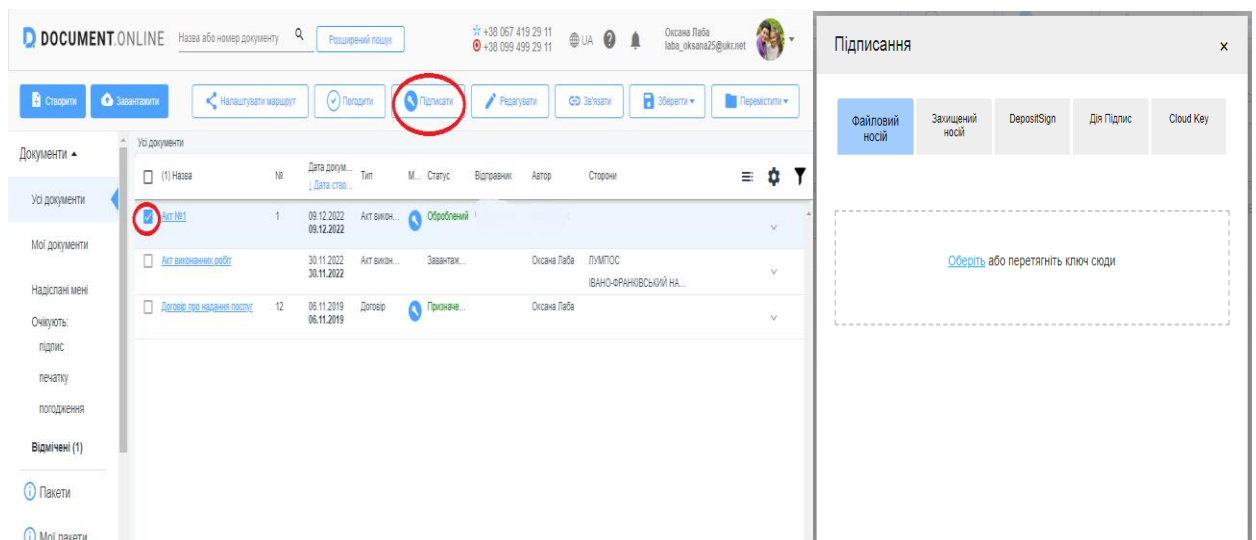 DOCUMENT.ONLINE
Назва або номер документу
Розширений пошук
+38 067 419 29 11
+38 099 499 29 11
UA
Оксана Лаба
laba_oksana25@ukr.net
Створити
Завантажити
Налаштувати маршрут
Погодити
Підписати
Редагувати
Зв'язати
Зберегти
Перемістити
Документи
Усі документи
Мої документи
Надіслані мені
Очікують:
підпис
печатку
погодження
Відмічені (1)
Пакети
Мої пакети
Усі документи
(1) Назва № Дата докум... Тип М... Статус Відправник Автор Сторони
↓ Дата ство...
Акт №1 1 09.12.2022 Акт викон... Оброблений
09.12.2022
Акт виконанних робіт 30.11.2022 Акт викон... Завантаж... Оксана Лаба ЛУМПОС
30.11.2022 ІВАНО-ФРАНКІВСЬКИЙ НА...
Договір про надання послуг 12 06.11.2019 Договір Призначе... Оксана Лаба
06.11.2019
Підписання ×
Файловий носій
Захищений носій
DepositSign
Дія Підпис
Cloud Key
Оберіть або перетягніть ключ сюди